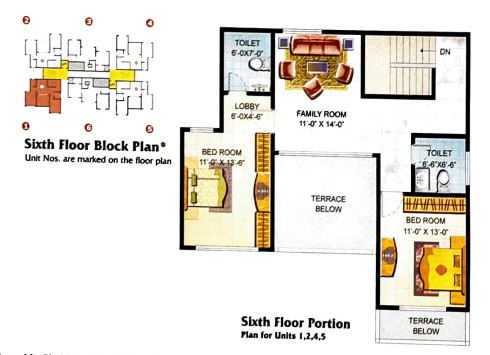 2 3 4
1 6 5
Sixth Floor Block Plan*
Unit Nos. are marked on the floor plan
TOILET
6'-0X7'-0"
LOBBY
6'-0X4'-6"
FAMILY ROOM
11'-0" X 14'-0"
DN
BED ROOM
11'-0" X 13'-6"
TOILET
6'-6"X6'-6"
TERRACE
BELOW
BED ROOM
11'-0" X 13'-0"
TERRACE
BELOW
Sixth Floor Portion
Plan for Units 1,2,4,5